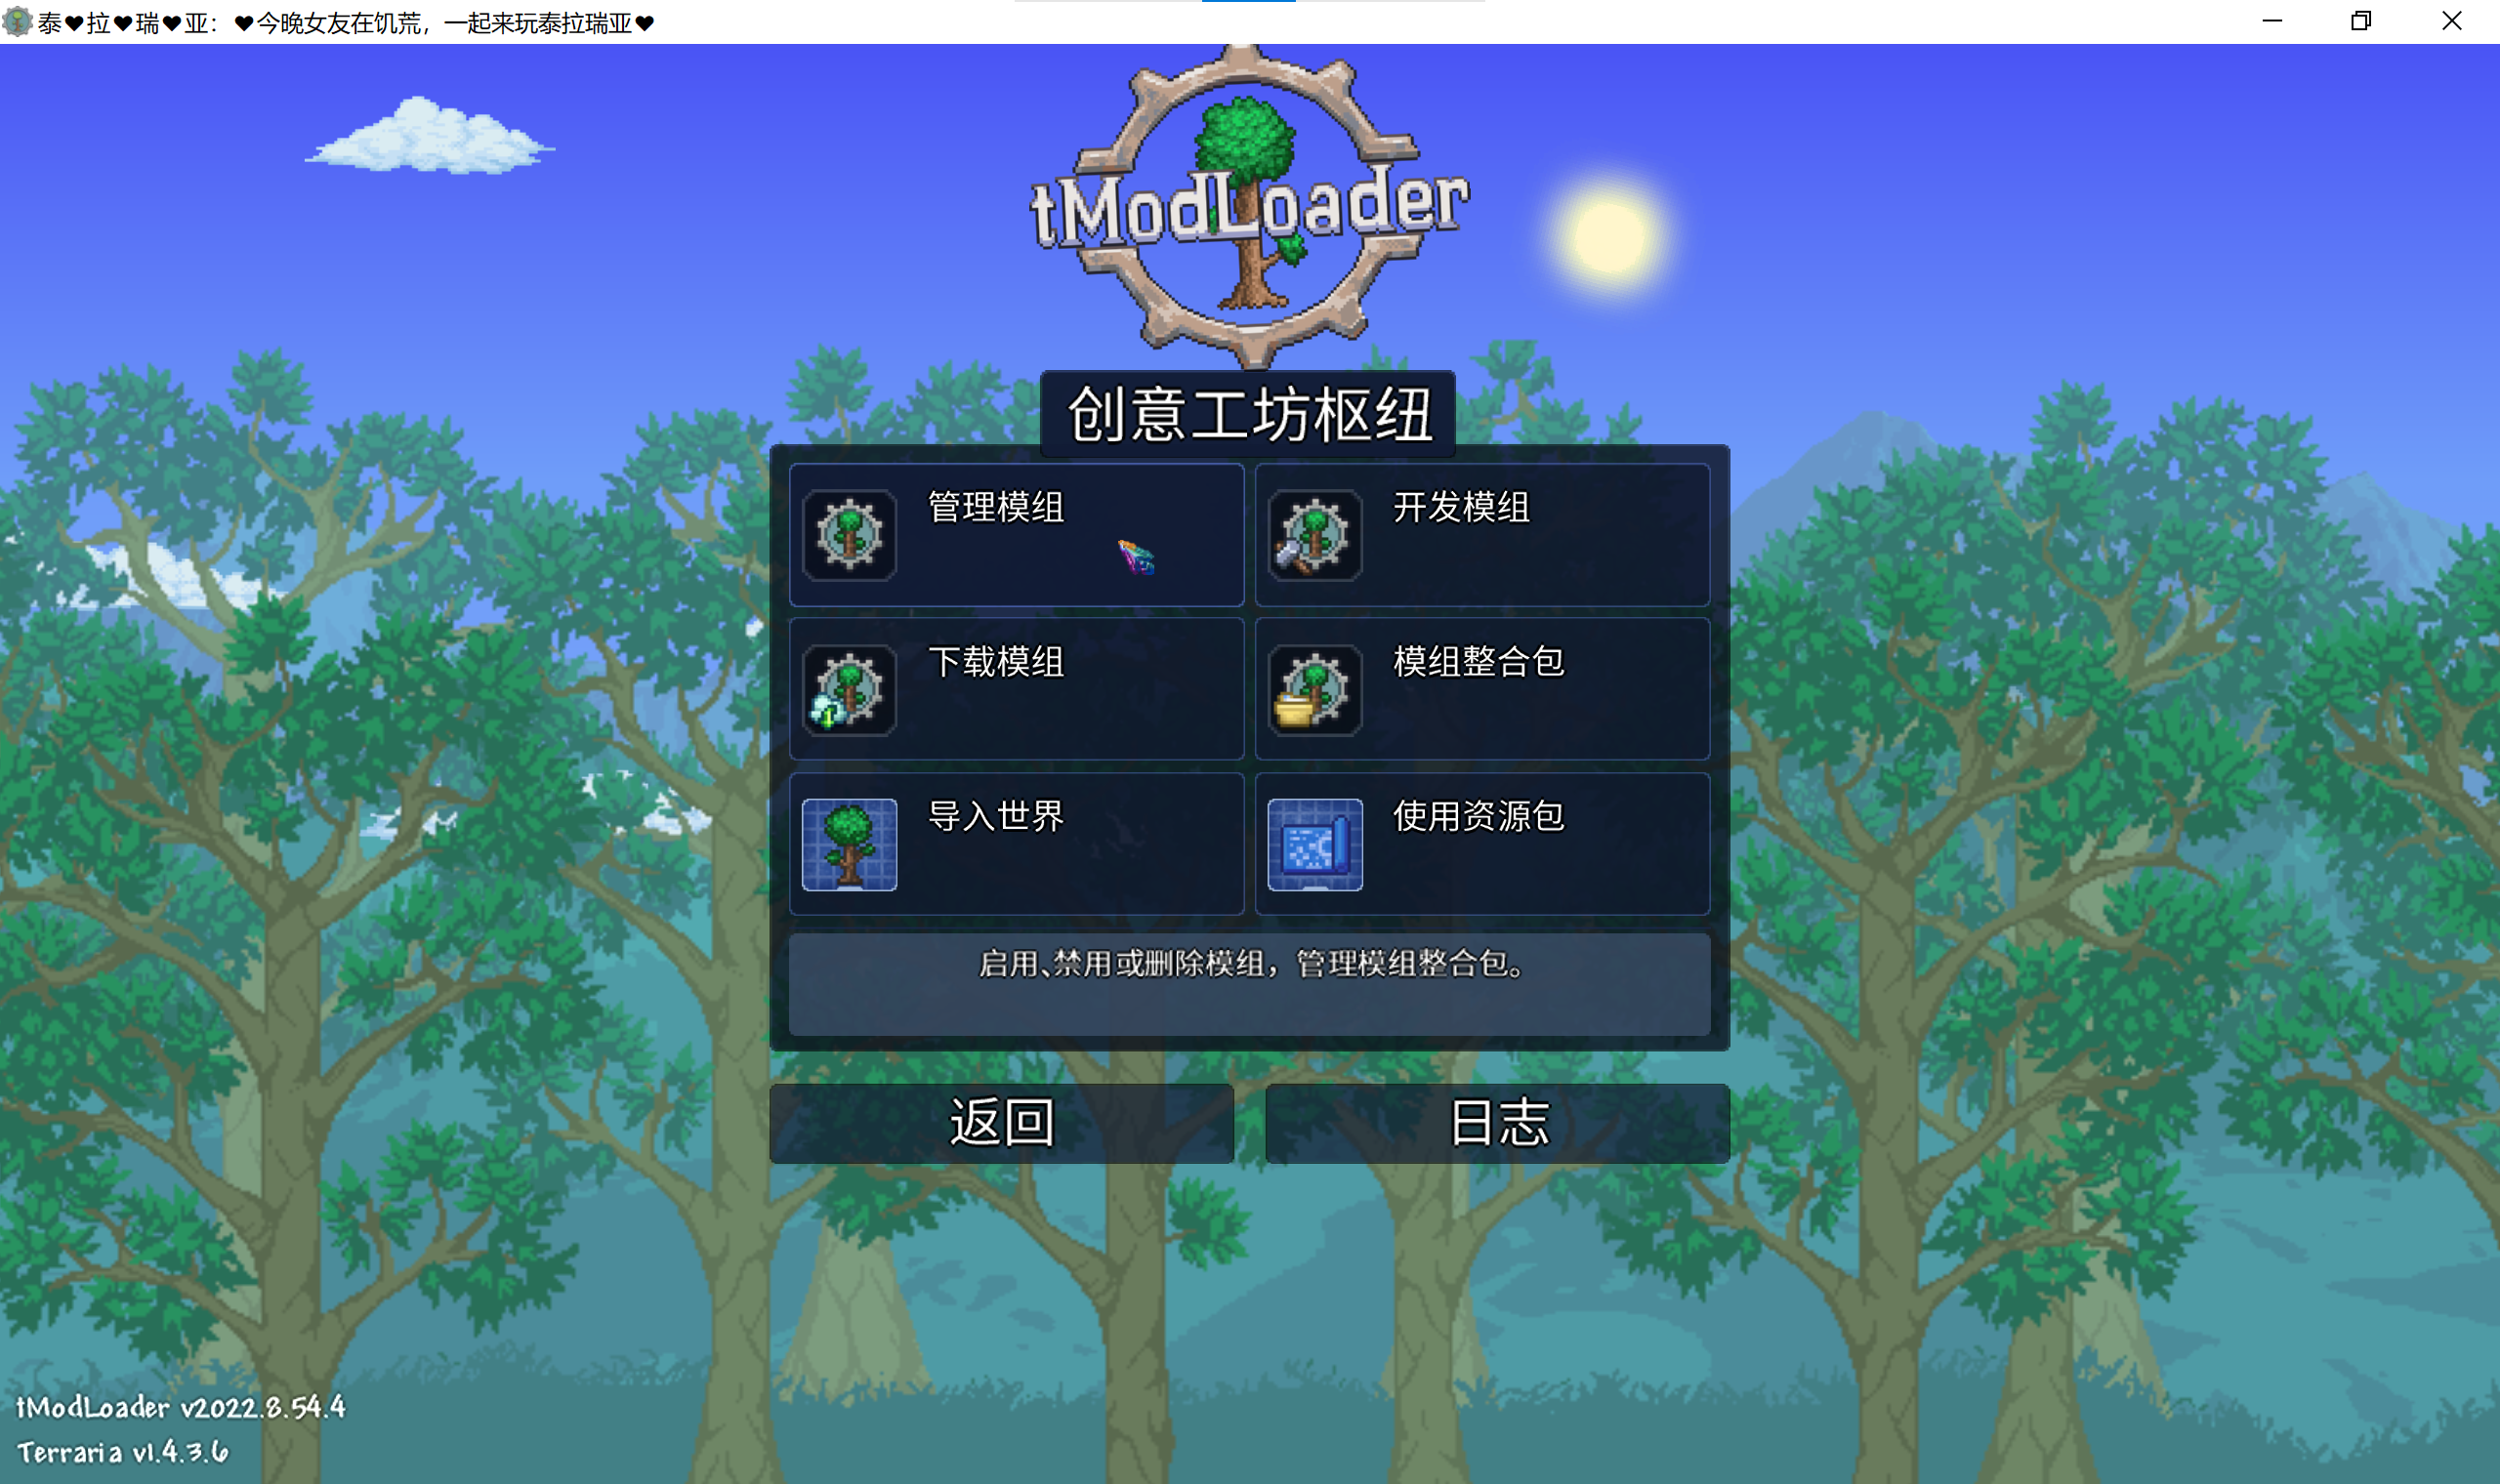 泰♥拉♥瑞♥亚：♥今晚女友在饥荒，一起来玩泰拉瑞亚♥
tModLoader
创意工坊枢纽
管理模组
开发模组
下载模组
模组整合包
导入世界
使用资源包
启用、禁用或删除模组，管理模组整合包。
返回
日志
tModLoader v2022.8.54.4
Terraria v1.4.3.6